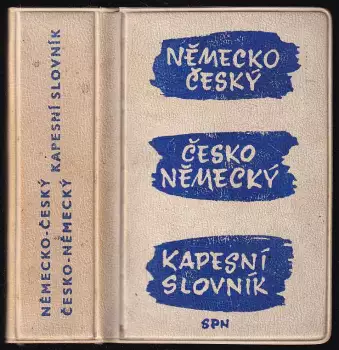 NĚMECKO-ČESKÝ
ČESKO-NĚMECKÝ
KAPESNÍ SLOVNÍK
NĚMECKO
ČESKÝ
ČESKO
NĚMECKÝ
KAPESNÍ
SLOVNÍK
SPN